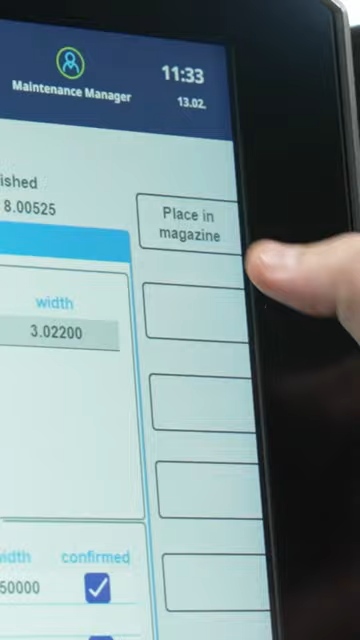 Maintenance Manager
11:33
13.02.
ished
8.00525
Place in
magazine
width
3.02200
idth
confirmed
50000